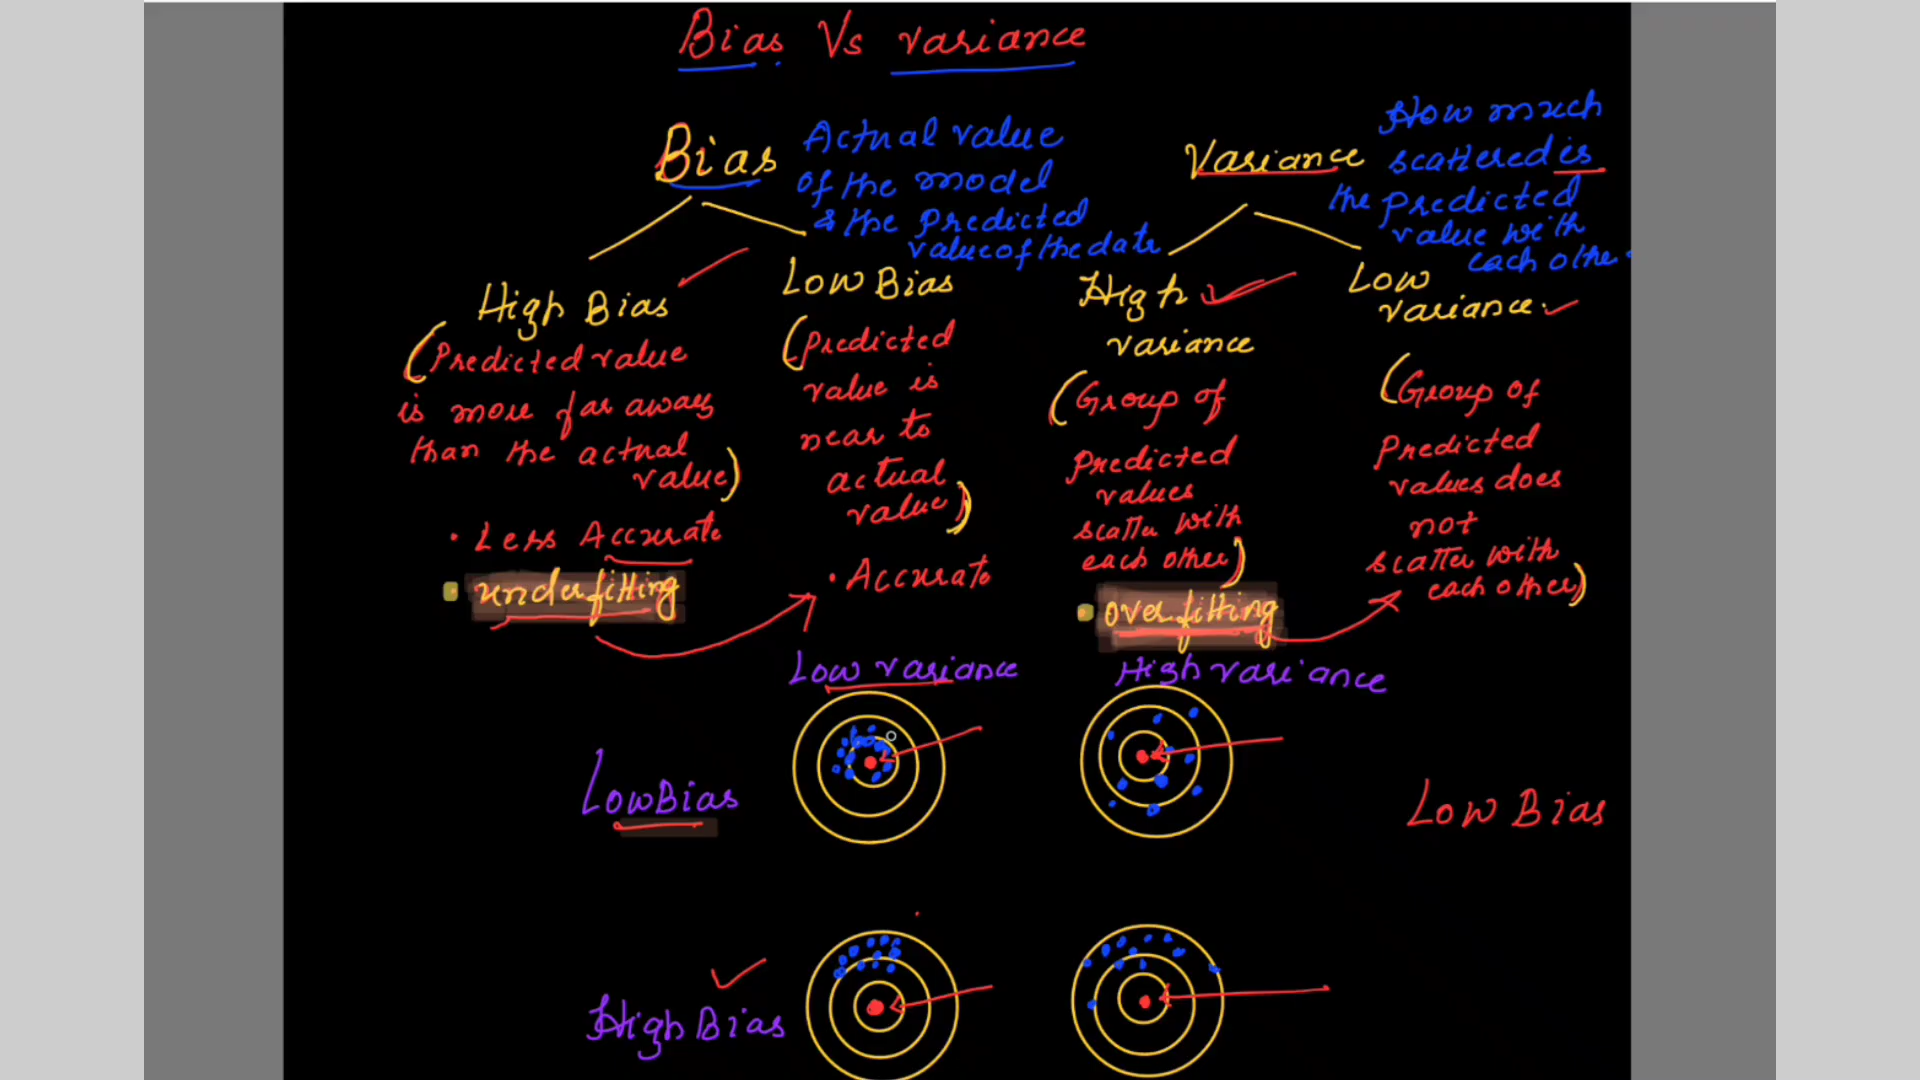 Bias Vs variance
Bias
Actual value
of the model
& the predicted
value of the date
Variance
How much
scattered is
the predicted
value with
each othe
High Bias
(Predicted value
is more far away
than the actual
value)
• Less Accurate
• underfitting
Low Bias
(predicted
value is
near to
actual
value)
• Accurate
High
variance
(Group of
predicted
values
scatter with
each other)
• overfitting
Low
variance
(Group of
predicted
values does
not
scatter with
each other)
Low variance
High variance
Low Bias
Low Bias
High Bias